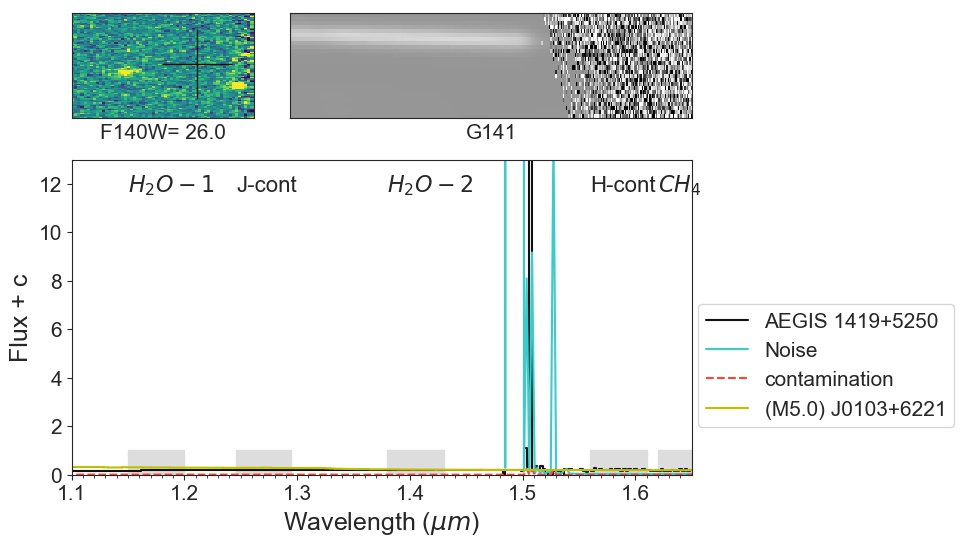 F140W= 26.0
G141
H₂O − 1
J-cont
H₂O − 2
H-cont
CH₄
12
10
8
6
4
2
0
Flux + c
1.1
1.2
1.3
1.4
1.5
1.6
Wavelength (μm)
AEGIS 1419+5250
Noise
contamination
(M5.0) J0103+6221